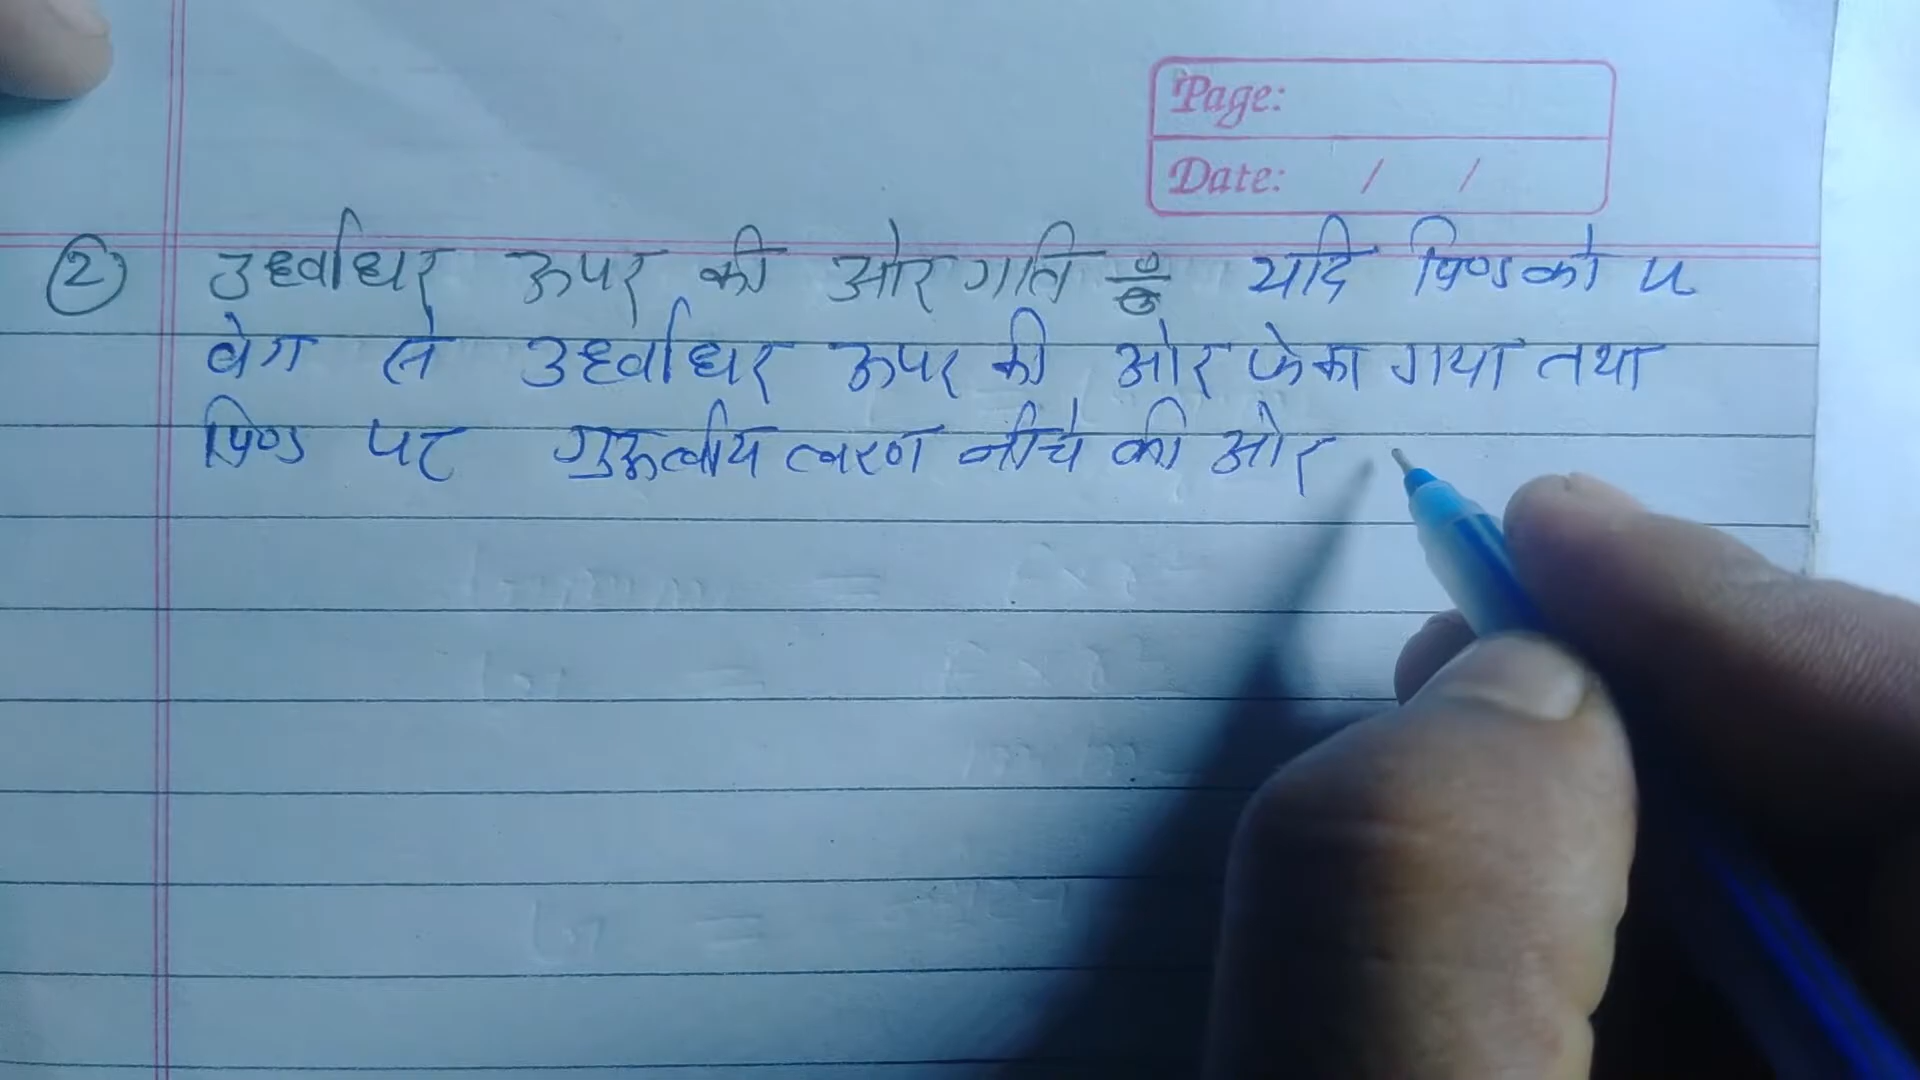 Page:
Date: / /
② उर्ध्वाधर ऊपर की ओर गति % यदि पिण्ड को u
वेग से उर्ध्वाधर ऊपर की ओर फेका गया तथा
पिण्ड पर गुरूत्वीय त्वरण नीचे की ओर